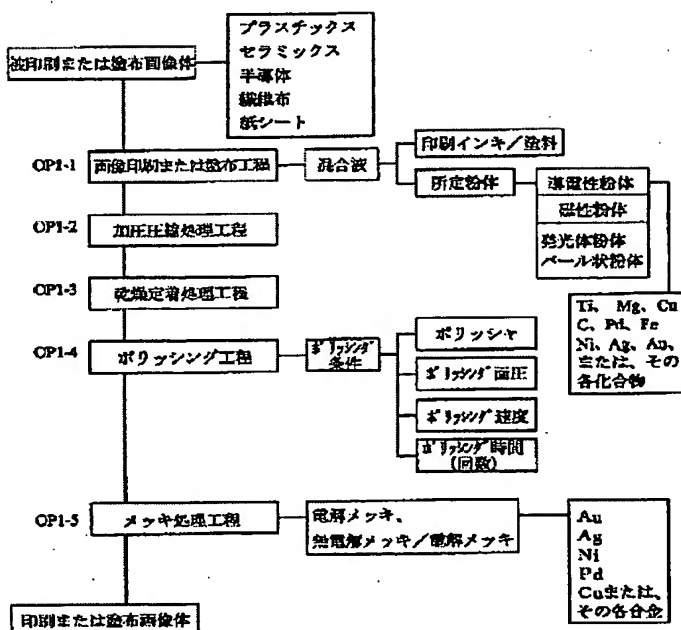 プラスチックス
セラミックス
半導体
繊維布
紙シート
被印刷または塗布画像体
OP1-1
画像印刷または塗布工程
混合液
印刷インキ/塗料
所定粉体
導電性粉体
磁性粉体
発光体粉体
パール状粉体
OP1-2
加圧圧縮処理工程
OP1-3
乾燥定着処理工程
Ti、Mg、Cu
C、Pd、Fe
Ni、Ag、Au、
または、その
各化合物
OP1-4
ポリッシング工程
ポリッシング
条件
ポリッシャ
ポリッシング面圧
ポリッシング速度
ポリッシング時間
(回数)
OP1-5
メッキ処理工程
電解メッキ、
無電解メッキ/電解メッキ
Au
Ag
Ni
Pd
Cuまたは、
その各合金
印刷または塗布画像体